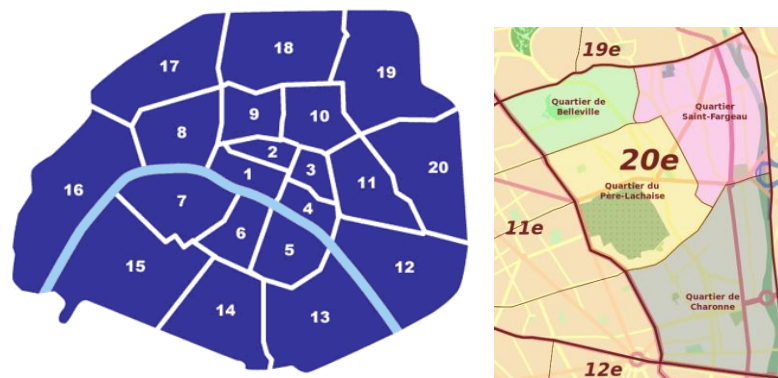 17
18
19
8
9
10
2
1
3
11
20
16
7
4
6
5
12
15
14
13
19e
Quartier de
Belleville
Quartier
Saint-Fargeau
20e
Quartier du
Père-Lachaise
11e
Quartier de
Charonne
12e